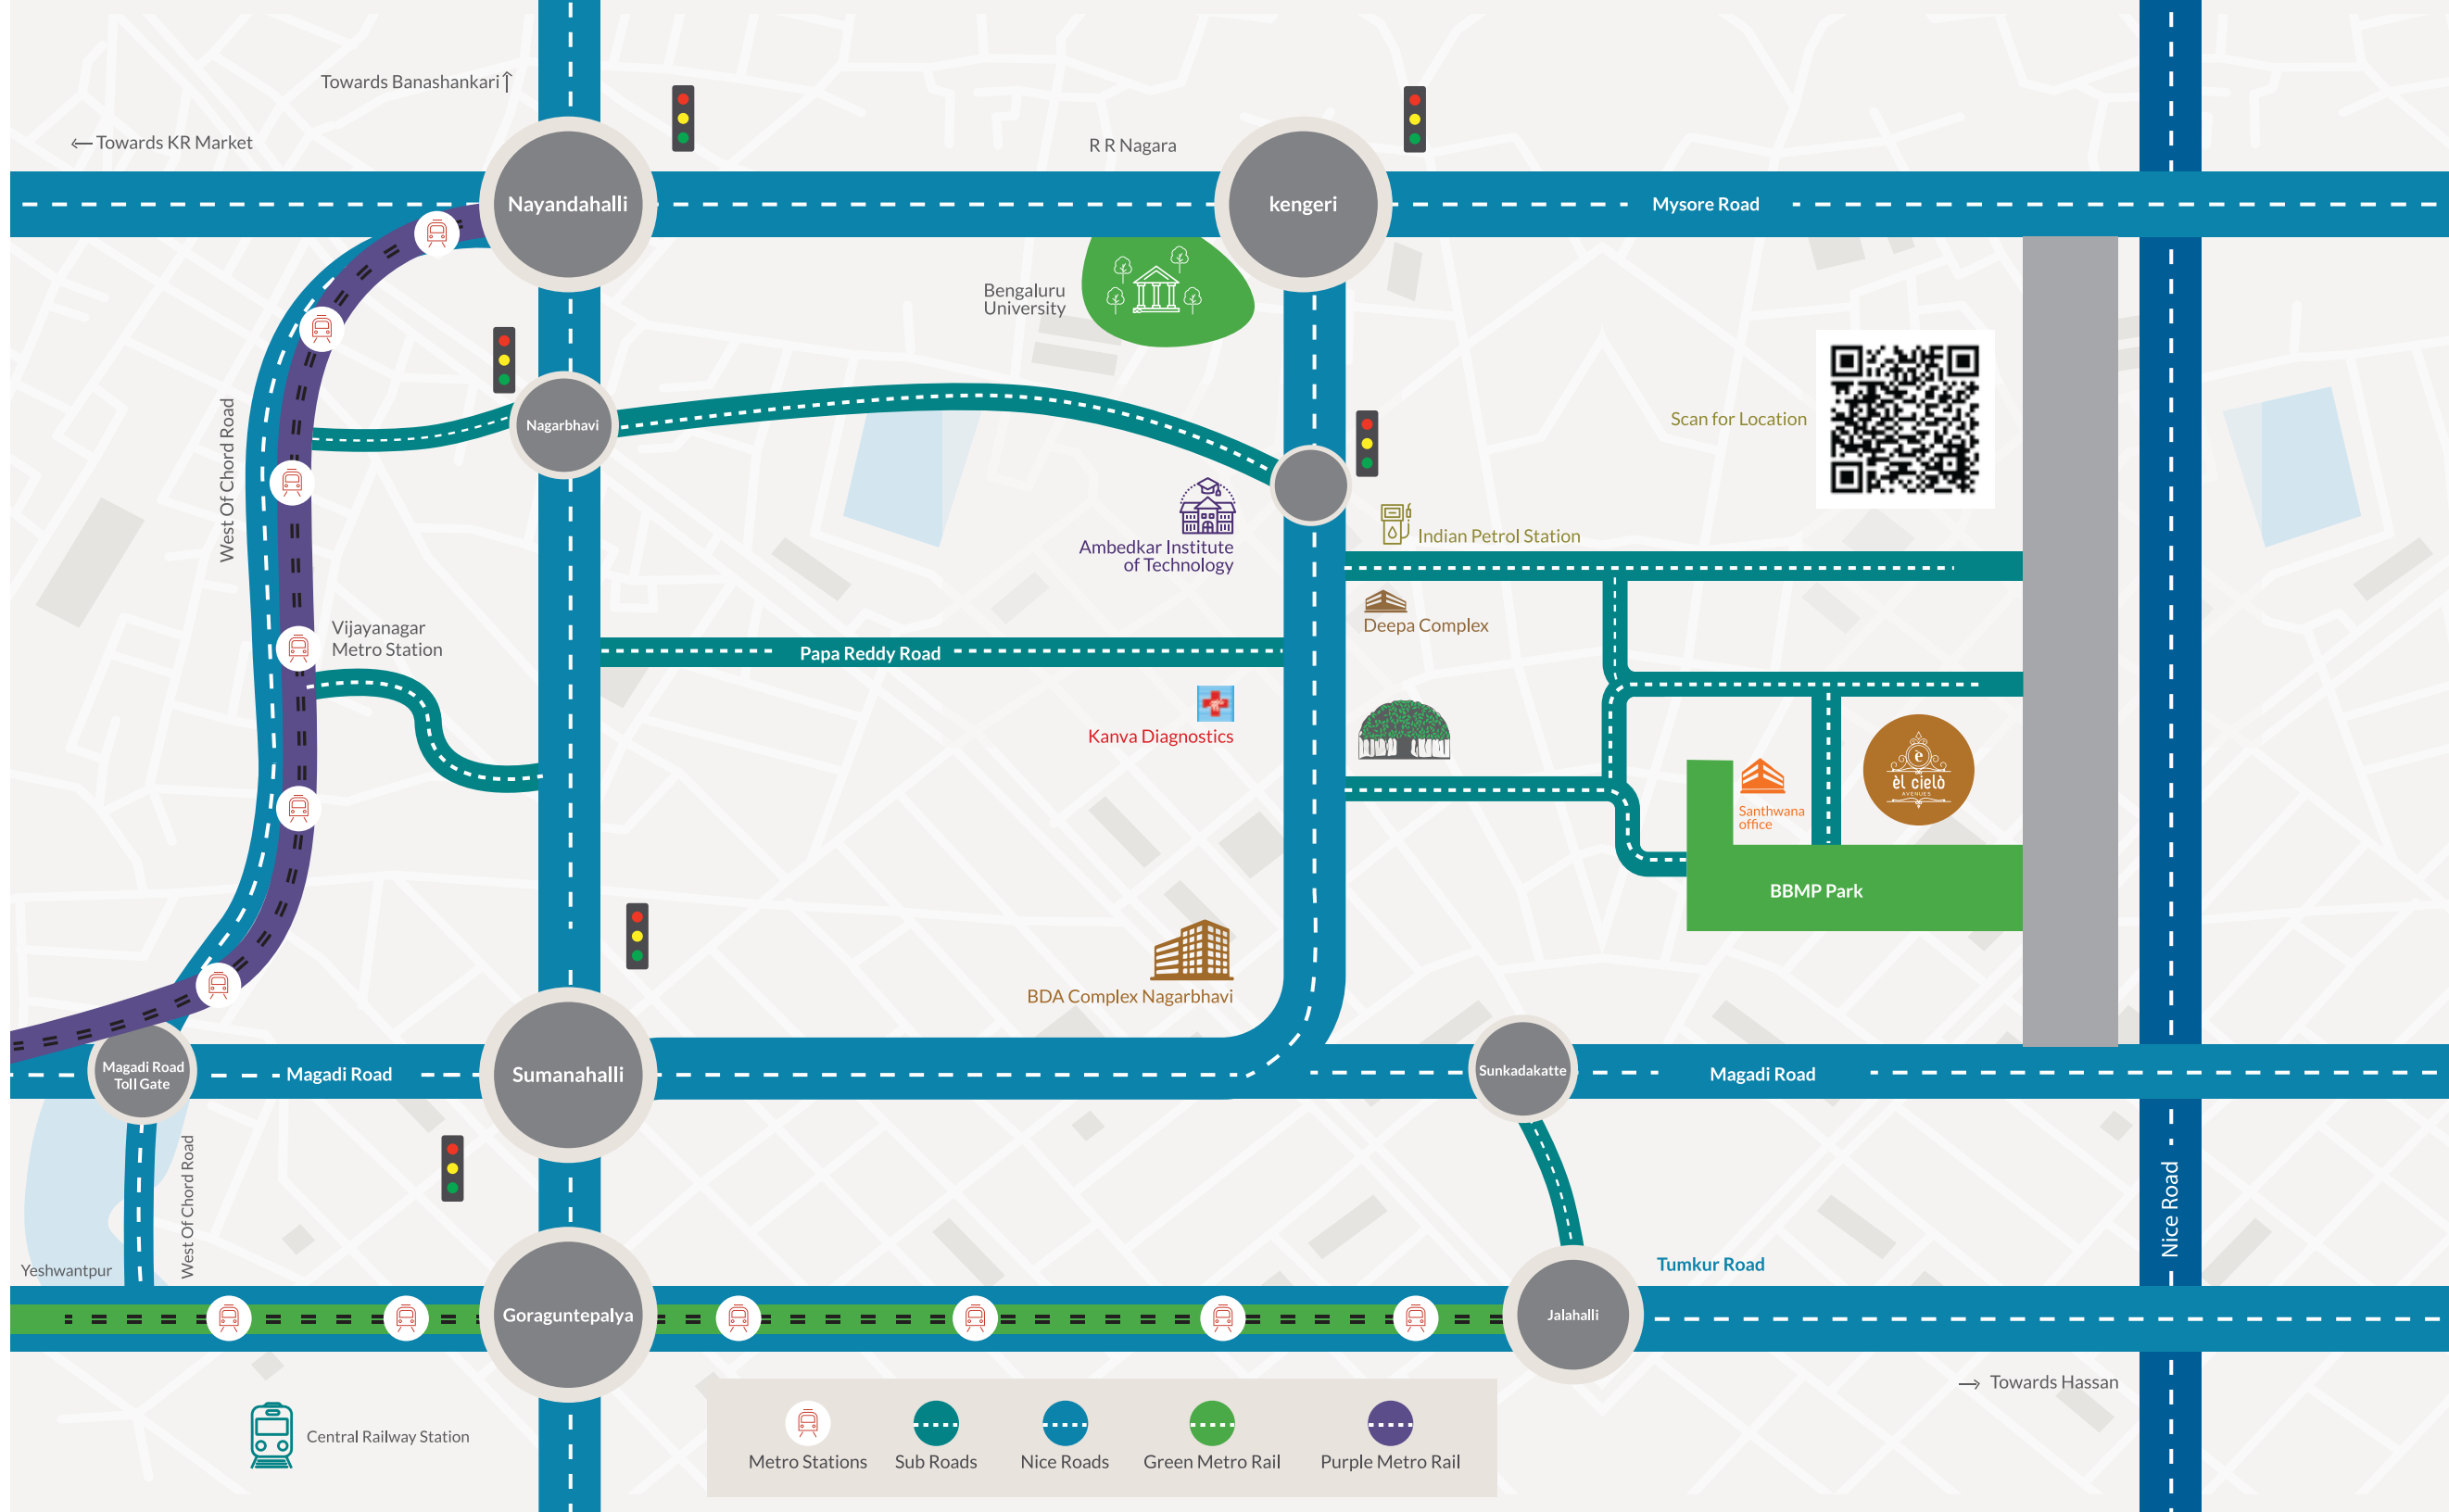 Towards Banashankari
Towards KR Market
R R Nagara
Nayandahalli
kengeri
Mysore Road
Bengaluru
University
Nagarbhavi
West Of Chord Road
Scan for Location
Ambedkar Institute
of Technology
Indian Petrol Station
Deepa Complex
Vijayanagar
Metro Station
Papa Reddy Road
Kanva Diagnostics
è
èl cielò
AVENUES
Santhwana
office
BBMP Park
BDA Complex Nagarbhavi
Magadi Road
Toll Gate
Magadi Road
Sumanahalli
Sunkadakatte
Magadi Road
West Of Chord Road
Nice Road
Yeshwantpur
Tumkur Road
Goraguntepalya
Jalahalli
Towards Hassan
Central Railway Station
Metro Stations
Sub Roads
Nice Roads
Green Metro Rail
Purple Metro Rail